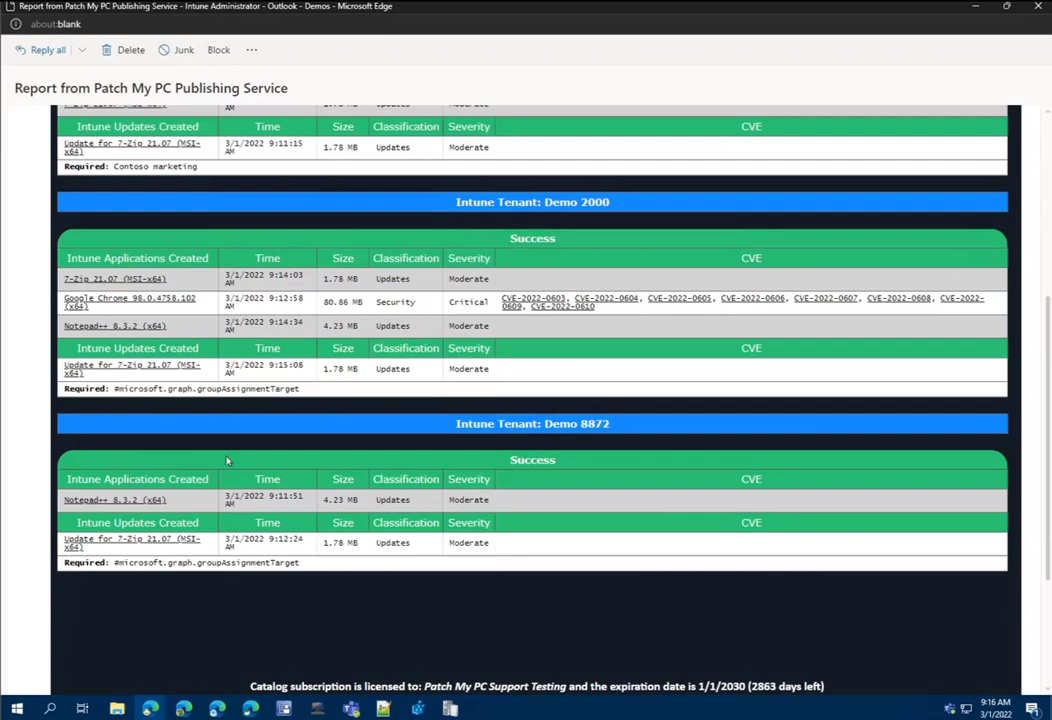 Report from Patch My PC Publishing Service - Intune Administrator - Outlook - Demos - Microsoft Edge
about:blank
Reply all
Delete
Junk
Block
Report from Patch My PC Publishing Service
AM
Intune Updates Created Time Size Classification Severity CVE
Update for 7-Zip 21.07 (MSI- 3/1/2022 9:11:15 1.78 MB Updates Moderate
x64) AM
Required: Contoso marketing
Intune Tenant: Demo 2000
Success
Intune Applications Created Time Size Classification Severity CVE
7-Zip 21.07 (MSI-x64) 3/1/2022 9:14:03 1.78 MB Updates Moderate
AM
Google Chrome 98.0.4758.102 3/1/2022 9:12:58 80.86 MB Security Critical CVE-2022-0603, CVE-2022-0604, CVE-2022-0605, CVE-2022-0606, CVE-2022-0607, CVE-2022-0608, CVE-2022-
(x64) AM 0609, CVE-2022-0610
Notepad++ 8.3.2 (x64) 3/1/2022 9:14:34 4.23 MB Updates Moderate
AM
Intune Updates Created Time Size Classification Severity CVE
Update for 7-Zip 21.07 (MSI- 3/1/2022 9:15:08 1.78 MB Updates Moderate
x64) AM
Required: #microsoft.graph.groupAssignmentTarget
Intune Tenant: Demo 8872
Success
Intune Applications Created Time Size Classification Severity CVE
Notepad++ 8.3.2 (x64) 3/1/2022 9:11:51 4.23 MB Updates Moderate
AM
Intune Updates Created Time Size Classification Severity CVE
Update for 7-Zip 21.07 (MSI- 3/1/2022 9:12:24 1.78 MB Updates Moderate
x64) AM
Required: #microsoft.graph.groupAssignmentTarget
Catalog subscription is licensed to: Patch My PC Support Testing and the expiration date is 1/1/2030 (2863 days left)
9:16 AM
3/1/2022